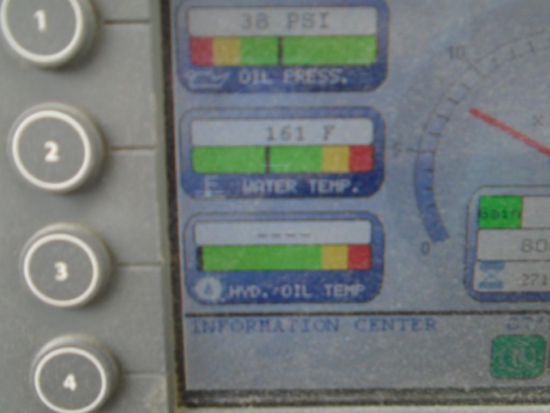 1
38 PSI
OIL PRESS.
10
2
161 F
WATER TEMP.
5
x
3
----
HYD./OIL TEMP
0
80
271
INFORMATION CENTER
4